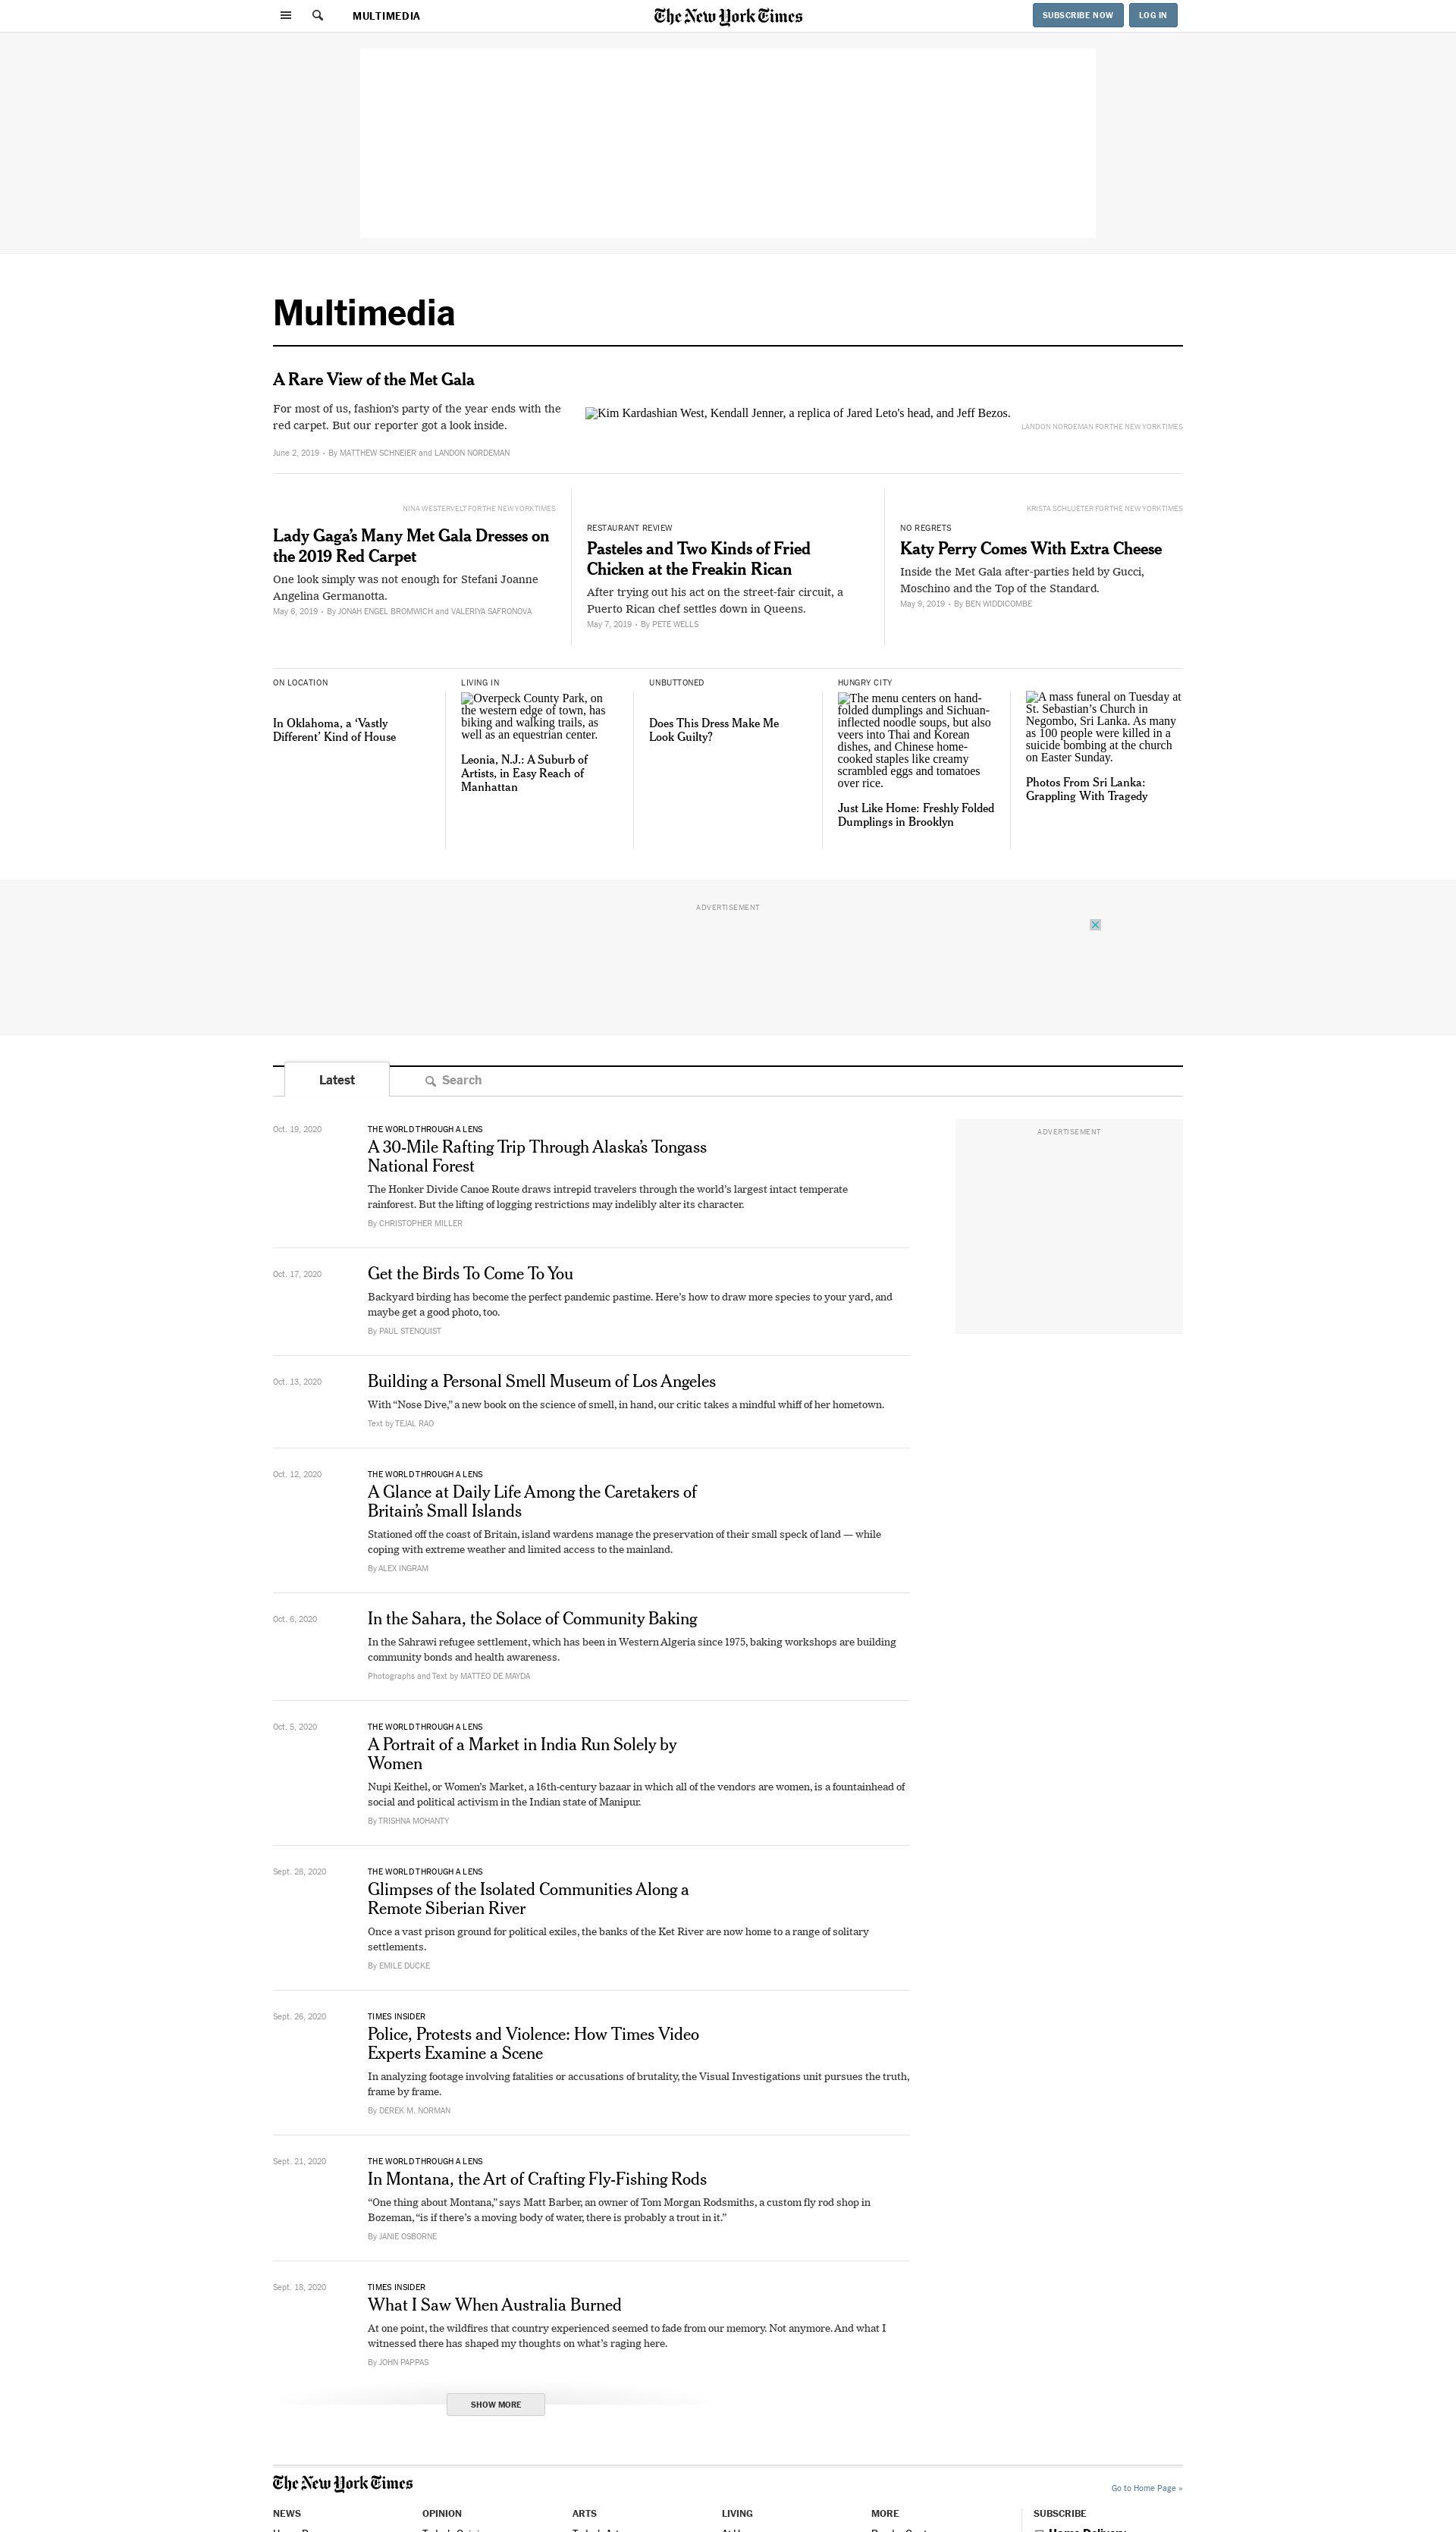 MULTIMEDIA
The New York Times
SUBSCRIBE NOW
LOG IN
Multimedia
A Rare View of the Met Gala
For most of us, fashion’s party of the year ends with the
red carpet. But our reporter got a look inside.
June 2, 2019 • By MATTHEW SCHNEIER and LANDON NORDEMAN
Kim Kardashian West, Kendall Jenner, a replica of Jared Leto's head, and Jeff Bezos.
LANDON NORDEMAN FOR THE NEW YORK TIMES
NINA WESTERVELT FOR THE NEW YORK TIMES
Lady Gaga’s Many Met Gala Dresses on
the 2019 Red Carpet
One look simply was not enough for Stefani Joanne
Angelina Germanotta.
May 6, 2019 • By JONAH ENGEL BROMWICH and VALERIYA SAFRONOVA
RESTAURANT REVIEW
Pasteles and Two Kinds of Fried
Chicken at the Freakin Rican
After trying out his act on the street-fair circuit, a
Puerto Rican chef settles down in Queens.
May 7, 2019 • By PETE WELLS
KRISTA SCHLUETER FOR THE NEW YORK TIMES
NO REGRETS
Katy Perry Comes With Extra Cheese
Inside the Met Gala after-parties held by Gucci,
Moschino and the Top of the Standard.
May 9, 2019 • By BEN WIDDICOMBE
ON LOCATION
In Oklahoma, a ‘Vastly
Different’ Kind of House
LIVING IN
Overpeck County Park, on
the western edge of town, has
biking and walking trails, as
well as an equestrian center.
Leonia, N.J.: A Suburb of
Artists, in Easy Reach of
Manhattan
UNBUTTONED
Does This Dress Make Me
Look Guilty?
HUNGRY CITY
The menu centers on hand-
folded dumplings and Sichuan-
inflected noodle soups, but also
veers into Thai and Korean
dishes, and Chinese home-
cooked staples like creamy
scrambled eggs and tomatoes
over rice.
Just Like Home: Freshly Folded
Dumplings in Brooklyn
A mass funeral on Tuesday at
St. Sebastian’s Church in
Negombo, Sri Lanka. As many
as 100 people were killed in a
suicide bombing at the church
on Easter Sunday.
Photos From Sri Lanka:
Grappling With Tragedy
ADVERTISEMENT
Latest
Search
ADVERTISEMENT
Oct. 19, 2020
THE WORLD THROUGH A LENS
A 30-Mile Rafting Trip Through Alaska’s Tongass
National Forest
The Honker Divide Canoe Route draws intrepid travelers through the world’s largest intact temperate
rainforest. But the lifting of logging restrictions may indelibly alter its character.
By CHRISTOPHER MILLER
Oct. 17, 2020
Get the Birds To Come To You
Backyard birding has become the perfect pandemic pastime. Here’s how to draw more species to your yard, and
maybe get a good photo, too.
By PAUL STENQUIST
Oct. 13, 2020
Building a Personal Smell Museum of Los Angeles
With “Nose Dive,” a new book on the science of smell, in hand, our critic takes a mindful whiff of her hometown.
Text by TEJAL RAO
Oct. 12, 2020
THE WORLD THROUGH A LENS
A Glance at Daily Life Among the Caretakers of
Britain’s Small Islands
Stationed off the coast of Britain, island wardens manage the preservation of their small speck of land — while
coping with extreme weather and limited access to the mainland.
By ALEX INGRAM
Oct. 6, 2020
In the Sahara, the Solace of Community Baking
In the Sahrawi refugee settlement, which has been in Western Algeria since 1975, baking workshops are building
community bonds and health awareness.
Photographs and Text by MATTEO DE MAYDA
Oct. 5, 2020
THE WORLD THROUGH A LENS
A Portrait of a Market in India Run Solely by
Women
Nupi Keithel, or Women’s Market, a 16th-century bazaar in which all of the vendors are women, is a fountainhead of
social and political activism in the Indian state of Manipur.
By TRISHNA MOHANTY
Sept. 28, 2020
THE WORLD THROUGH A LENS
Glimpses of the Isolated Communities Along a
Remote Siberian River
Once a vast prison ground for political exiles, the banks of the Ket River are now home to a range of solitary
settlements.
By EMILE DUCKE
Sept. 26, 2020
TIMES INSIDER
Police, Protests and Violence: How Times Video
Experts Examine a Scene
In analyzing footage involving fatalities or accusations of brutality, the Visual Investigations unit pursues the truth,
frame by frame.
By DEREK M. NORMAN
Sept. 21, 2020
THE WORLD THROUGH A LENS
In Montana, the Art of Crafting Fly-Fishing Rods
“One thing about Montana,” says Matt Barber, an owner of Tom Morgan Rodsmiths, a custom fly rod shop in
Bozeman, “is if there’s a moving body of water, there is probably a trout in it.”
By JANIE OSBORNE
Sept. 18, 2020
TIMES INSIDER
What I Saw When Australia Burned
At one point, the wildfires that country experienced seemed to fade from our memory. Not anymore. And what I
witnessed there has shaped my thoughts on what’s raging here.
By JOHN PAPPAS
SHOW MORE
The New York Times
Go to Home Page »
NEWS
OPINION
ARTS
LIVING
MORE
SUBSCRIBE